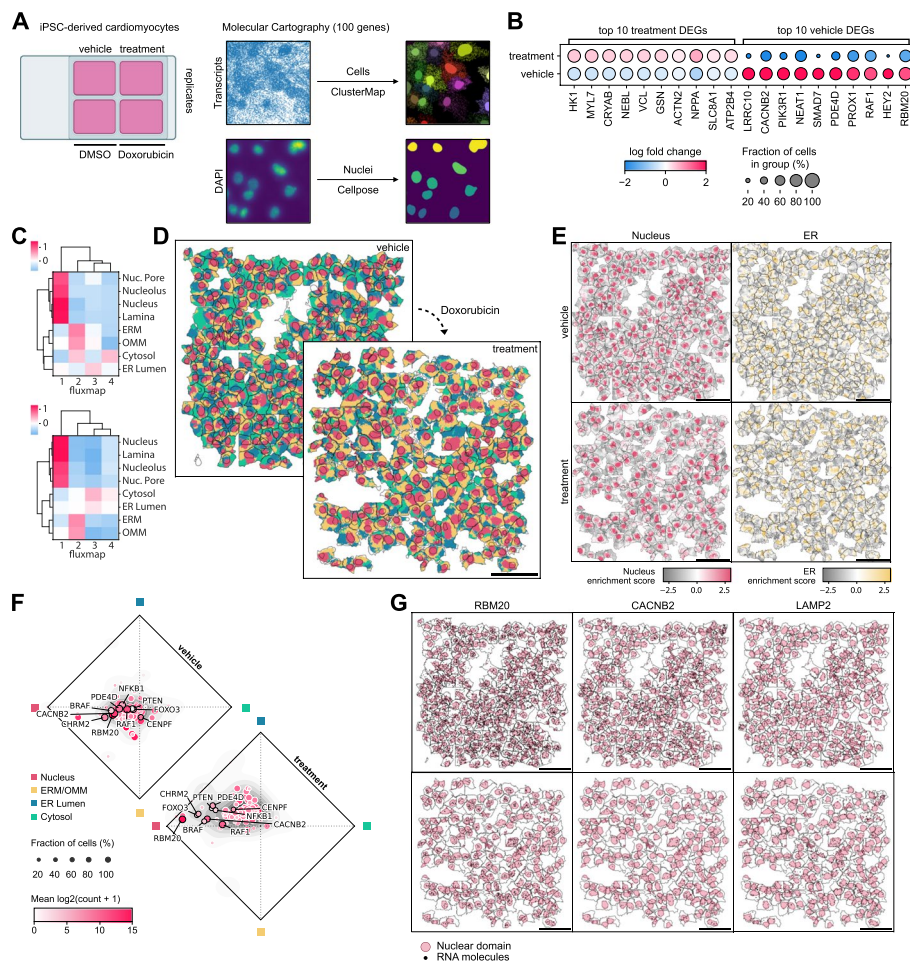 A
iPSC-derived cardiomyocytes
vehicle treatment
replicates
DMSO Doxorubicin
Molecular Cartography (100 genes)
Transcripts
Cells
ClusterMap
DAPI
Nuclei
Cellpose
B
top 10 treatment DEGs top 10 vehicle DEGs
treatment
vehicle
HK1 MYL7 CRYAB NEBL VCL GSN ACTN2 NPPA SLC8A1 ATP2B4 LRRC10 CACNB2 PIK3R1 NEAT1 SMAD7 PDE4D PROX1 RAF1 HEY2 RBM20
log fold change
−2 0 2
Fraction of cells
in group (%)
20 40 60 80 100
C
1
0
Nuc. Pore
Nucleolus
Nucleus
Lamina
ERM
OMM
Cytosol
ER Lumen
1 2 3 4
fluxmap
1
0
Nucleus
Lamina
Nucleolus
Nuc. Pore
Cytosol
ER Lumen
ERM
OMM
1 2 3 4
fluxmap
D
vehicle
Doxorubicin
treatment
E
Nucleus ER
vehicle
treatment
Nucleus
enrichment score
−2.5 0.0 2.5
ER
enrichment score
−2.5 0.0 2.5
F
vehicle
NFKB1
PDE4D
PTEN
BRAF
FOXO3
CACNB2
CHRM2
RAF1
CENPF
RBM20
treatment
CHRM2
PTEN
PDE4D
FOXO3
CENPF
NFKB1
CACNB2
BRAF
RAF1
RBM20
Nucleus
ERM/OMM
ER Lumen
Cytosol
Fraction of cells (%)
20 40 60 80 100
Mean log2(count + 1)
0 5 10 15
G
RBM20 CACNB2 LAMP2
Nuclear domain
RNA molecules